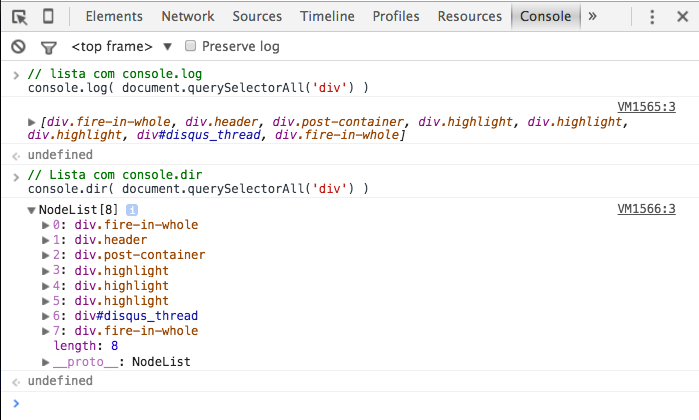 Elements Network Sources Timeline Profiles Resources Console »
<top frame> ▼ Preserve log
// lista com console.log
console.log( document.querySelectorAll('div') )
VM1565:3
[div.fire-in-whole, div.header, div.post-container, div.highlight, div.highlight,
div.highlight, div#disqus_thread, div.fire-in-whole]
undefined
// Lista com console.dir
console.dir( document.querySelectorAll('div') )
NodeList[8] i VM1566:3
0: div.fire-in-whole
1: div.header
2: div.post-container
3: div.highlight
4: div.highlight
5: div.highlight
6: div#disqus_thread
7: div.fire-in-whole
length: 8
__proto__: NodeList
undefined